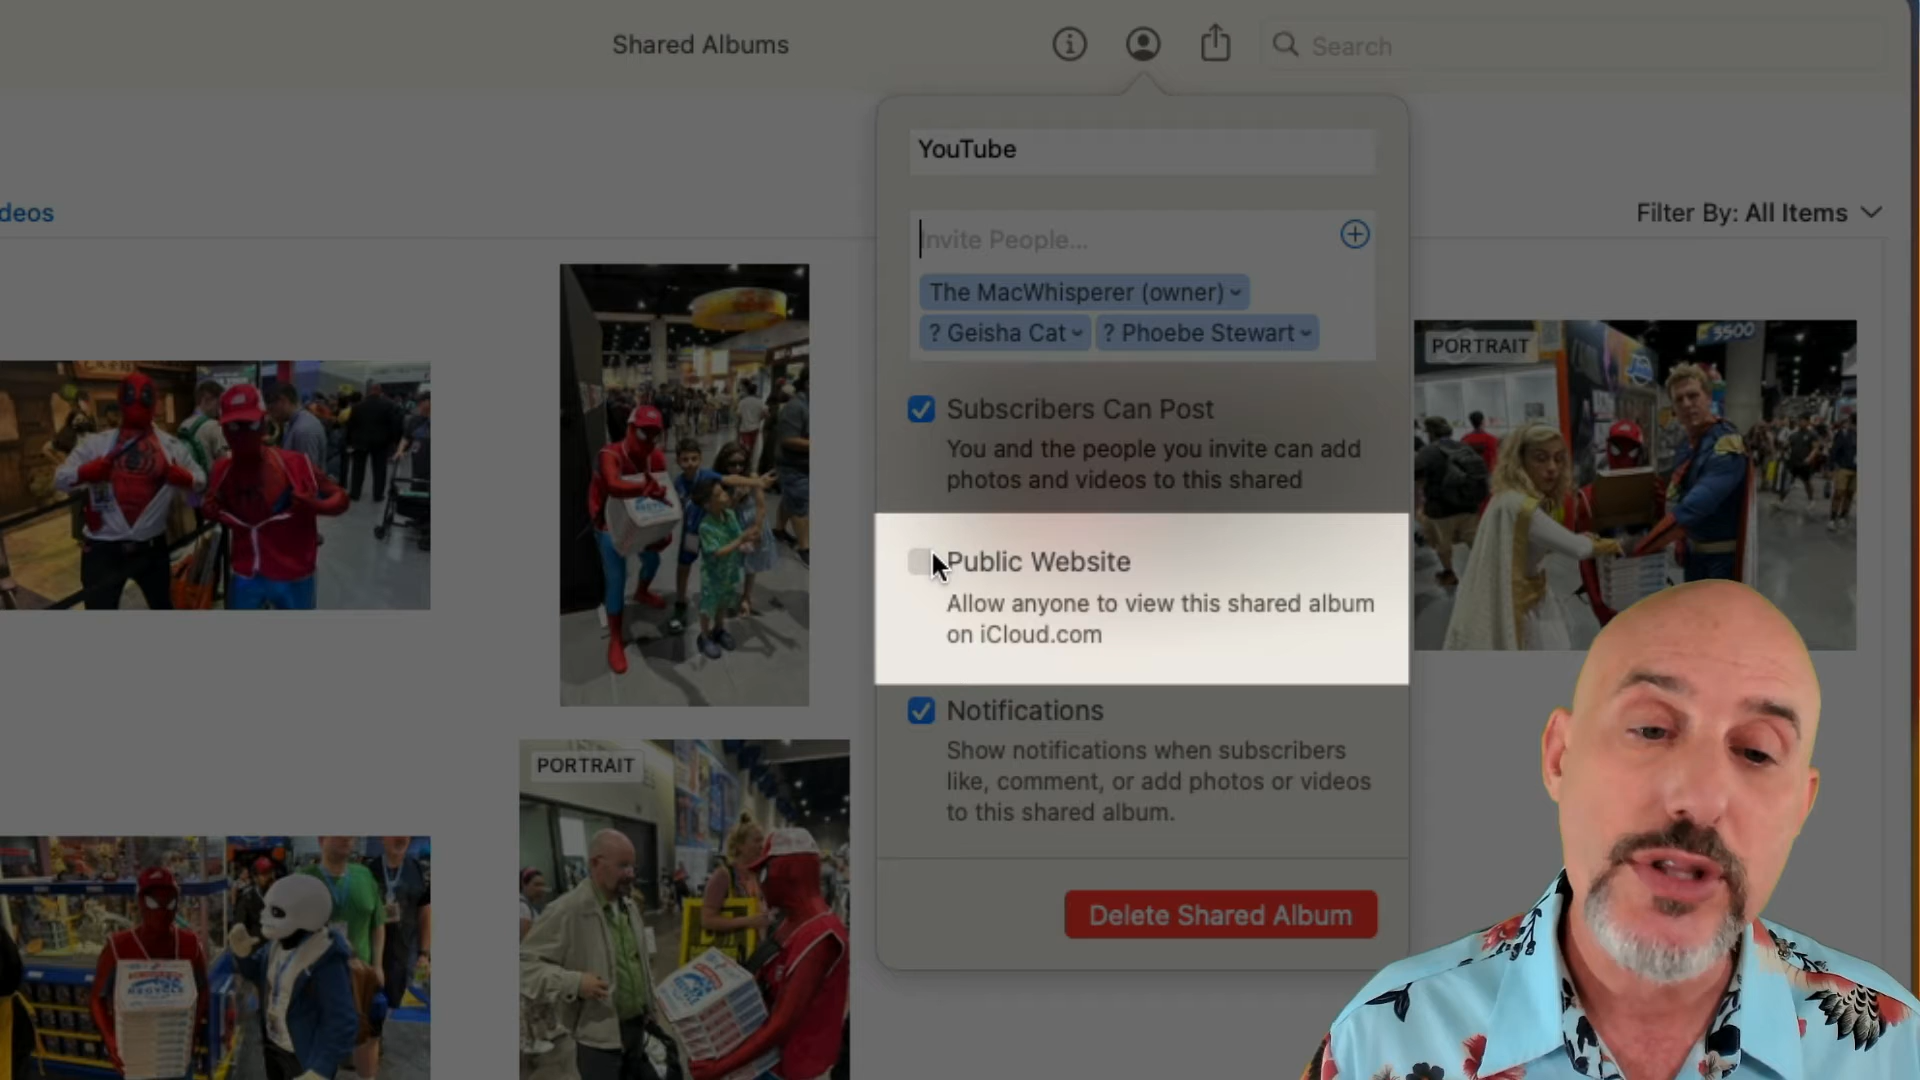 Shared Albums
Search
YouTube
deos
Filter By: All Items
Invite People...
The MacWhisperer (owner)
? Geisha Cat
? Phoebe Stewart
PORTRAIT
3500
Subscribers Can Post
You and the people you invite can add
photos and videos to this shared
Public Website
Allow anyone to view this shared album
on iCloud.com
Notifications
Show notifications when subscribers
like, comment, or add photos or videos
to this shared album.
PORTRAIT
Delete Shared Album